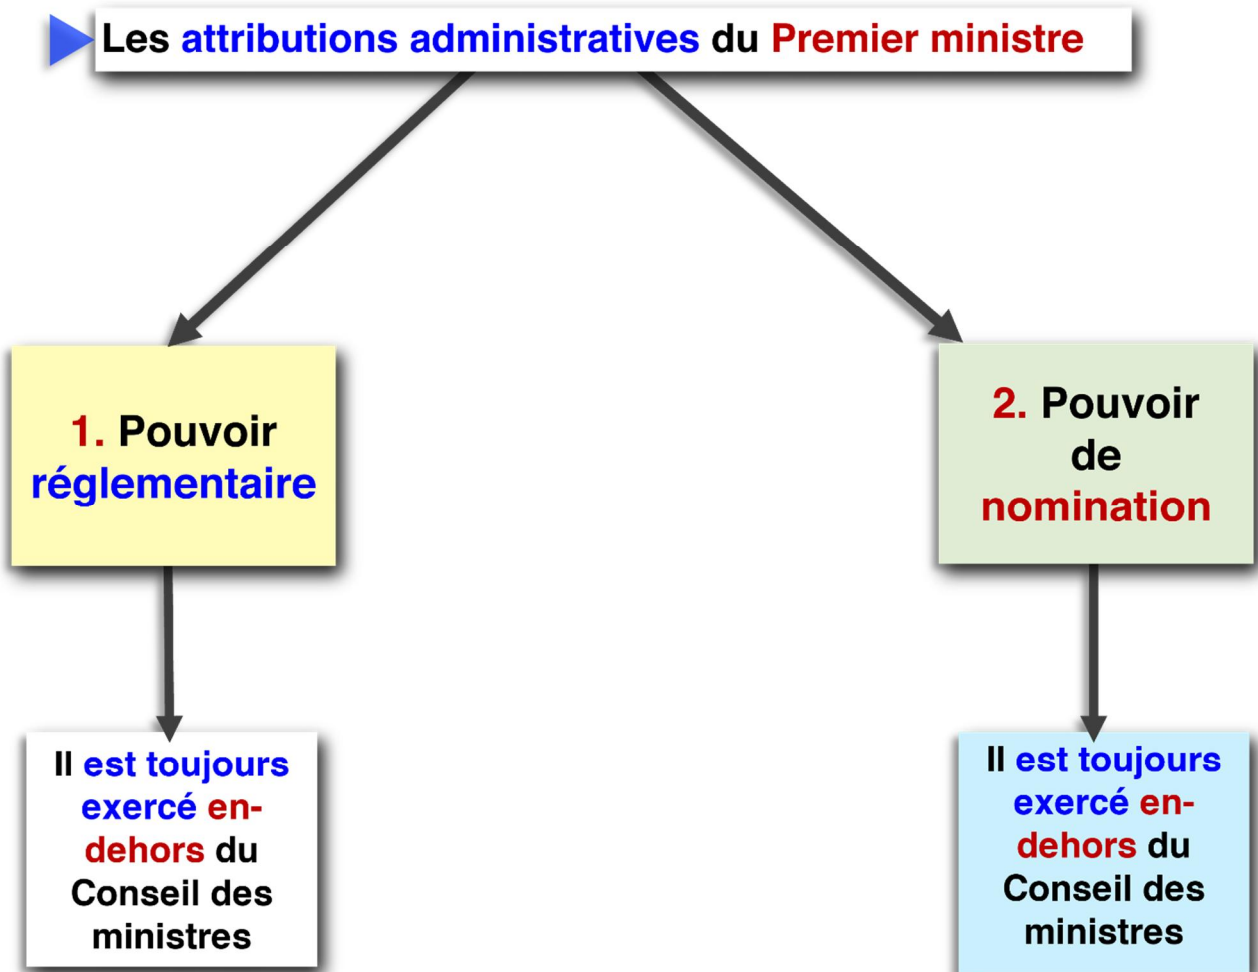 Les attributions administratives du Premier ministre
1. Pouvoir
réglementaire
2. Pouvoir
de
nomination
Il est toujours
exercé en-
dehors du
Conseil des
ministres
Il est toujours
exercé en-
dehors du
Conseil des
ministres